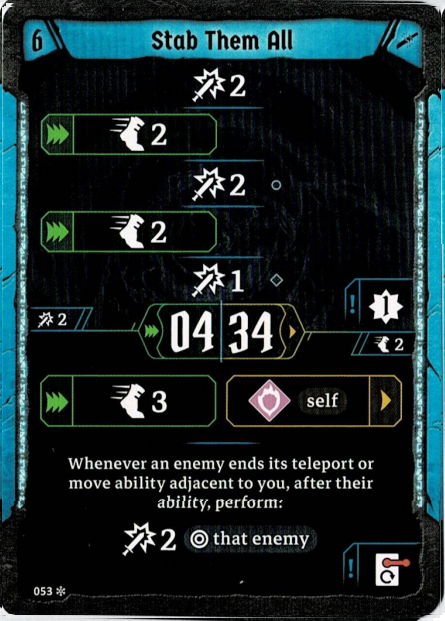 6 Stab Them All
2
2
2
2
1
1
2 04 34 2
3 self
Whenever an enemy ends its teleport or
move ability adjacent to you, after their
ability, perform:
2 that enemy
053